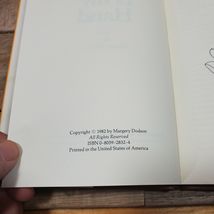 Hand
Copyright © 1982 by Margery Dodson
All Rights Reserved
ISBN 0-8059-2832-4
Printed in the United States of America